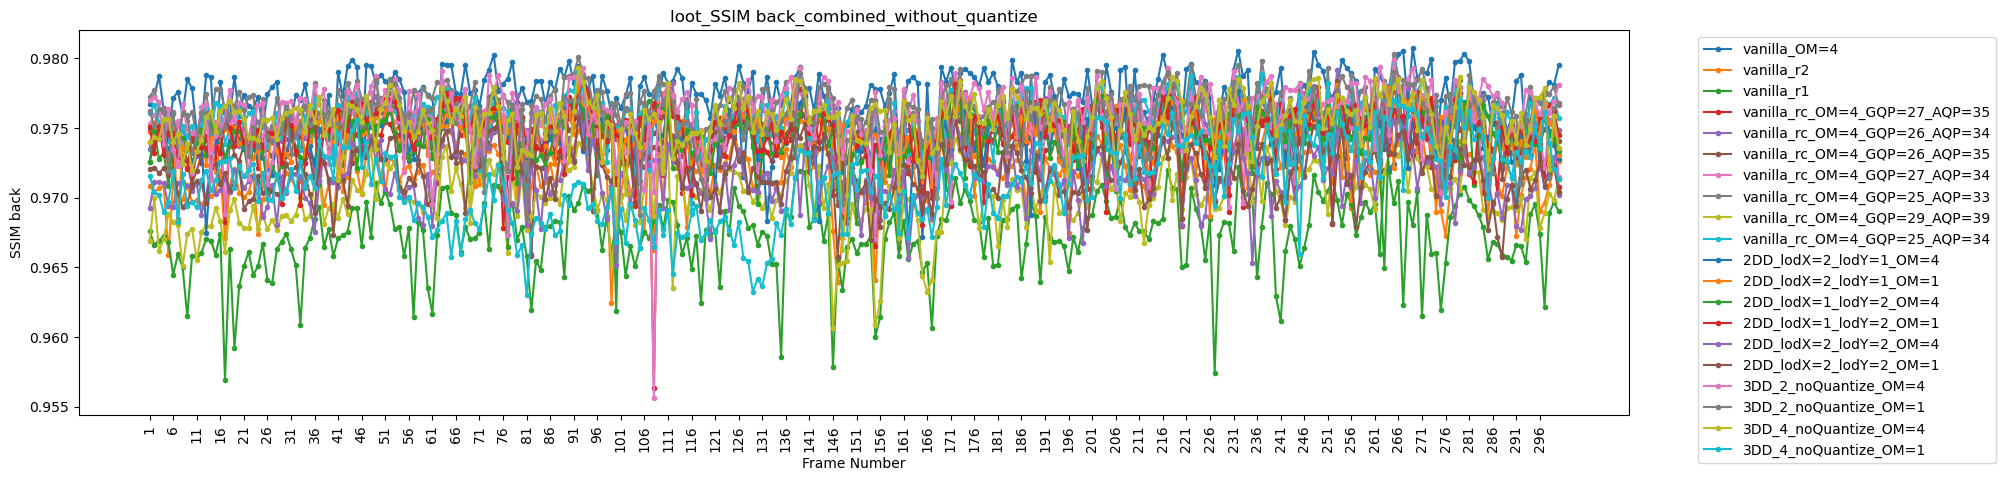 loot_SSIM back_combined_without_quantize
SSIM back
0.980
0.975
0.970
0.965
0.960
0.955
1
6
11
16
21
26
31
36
41
46
51
56
61
66
71
76
81
86
91
96
101
106
111
116
121
126
131
136
141
146
151
156
161
166
171
176
181
186
191
196
201
206
211
216
221
226
231
236
241
246
251
256
261
266
271
276
281
286
291
296
Frame Number
vanilla_OM=4
vanilla_r2
vanilla_r1
vanilla_rc_OM=4_GQP=27_AQP=35
vanilla_rc_OM=4_GQP=26_AQP=34
vanilla_rc_OM=4_GQP=26_AQP=35
vanilla_rc_OM=4_GQP=27_AQP=34
vanilla_rc_OM=4_GQP=25_AQP=33
vanilla_rc_OM=4_GQP=29_AQP=39
vanilla_rc_OM=4_GQP=25_AQP=34
2DD_lodX=2_lodY=1_OM=4
2DD_lodX=2_lodY=1_OM=1
2DD_lodX=1_lodY=2_OM=4
2DD_lodX=1_lodY=2_OM=1
2DD_lodX=2_lodY=2_OM=4
2DD_lodX=2_lodY=2_OM=1
3DD_2_noQuantize_OM=4
3DD_2_noQuantize_OM=1
3DD_4_noQuantize_OM=4
3DD_4_noQuantize_OM=1